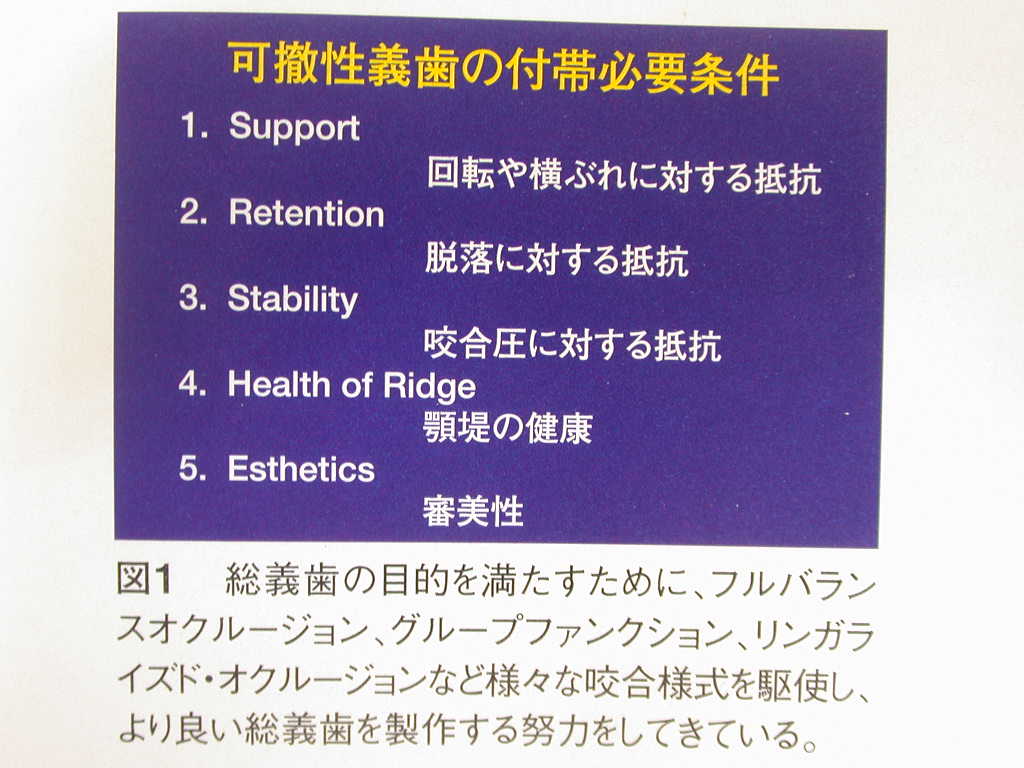 可撤性義歯の付帯必要条件
1. Support
回転や横ぶれに対する抵抗
2. Retention
脱落に対する抵抗
3. Stability
咬合圧に対する抵抗
4. Health of Ridge
顎堤の健康
5. Esthetics
審美性
図1 総義歯の目的を満たすために、フルバラン
スオクルージョン、グループファンクション、リンガラ
イズド・オクルージョンなど様々な咬合様式を駆使し、
より良い総義歯を製作する努力をしてきている。